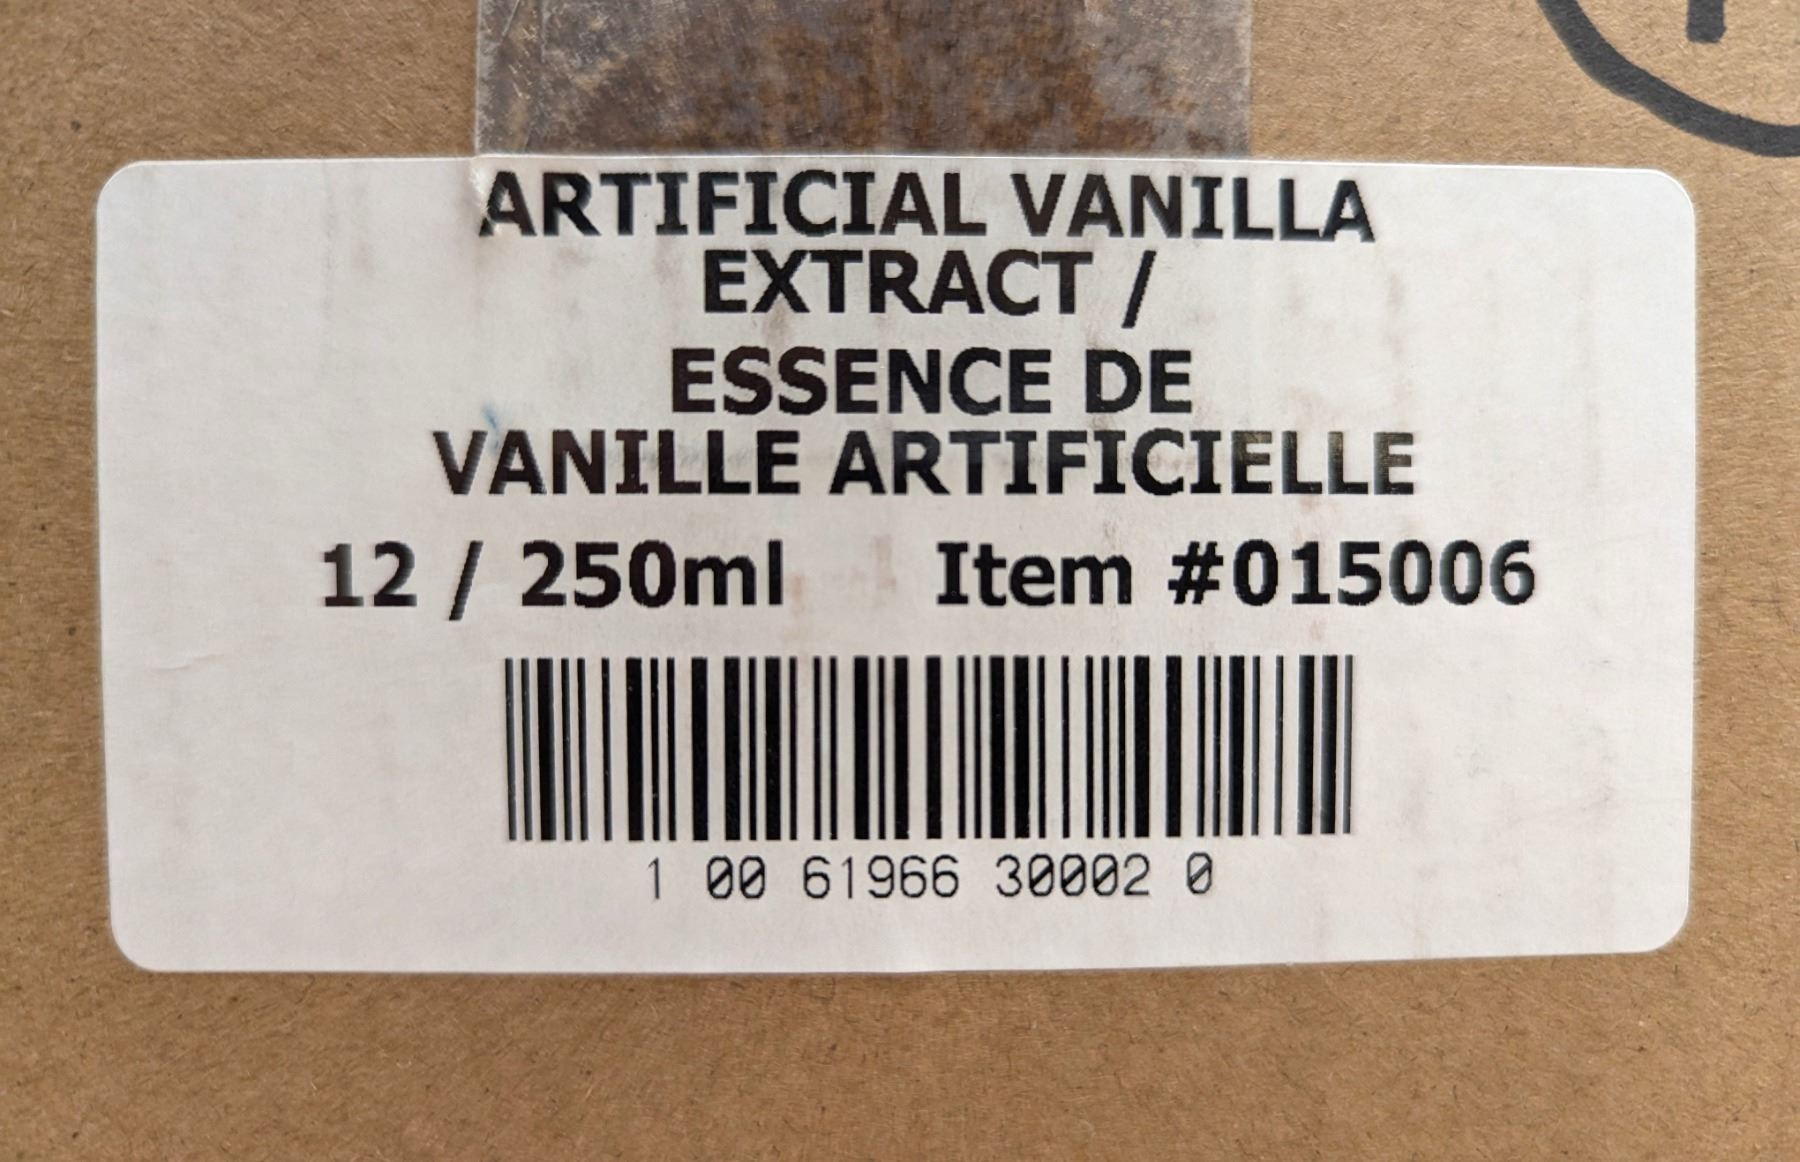 ARTIFICIAL VANILLA
EXTRACT /
ESSENCE DE
VANILLE ARTIFICIELLE
12 / 250ml Item #015006
1 00 61966 30002 0